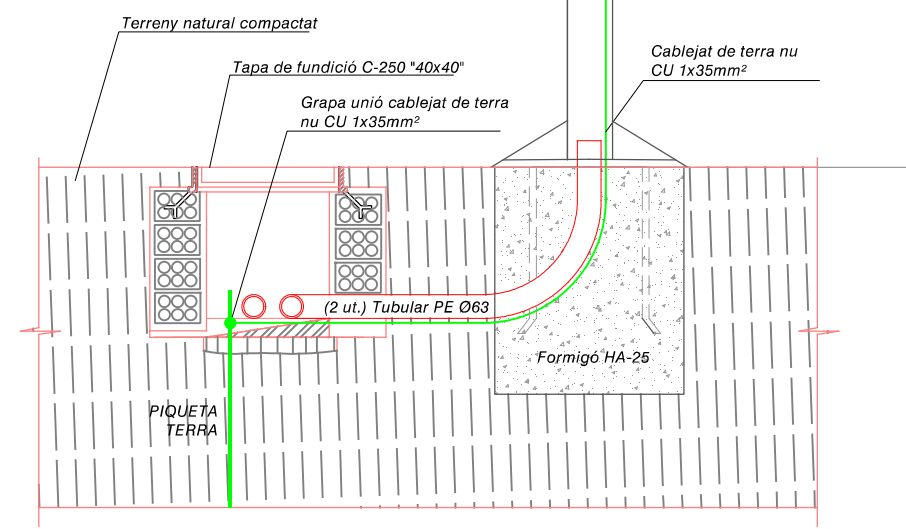 Terreny natural compactat
Tapa de fundició C-250 "40x40"
Grapa unió cablejat de terra
nu CU 1x35mm²
Cablejat de terra nu
CU 1x35mm²
(2 ut.) Tubular PE Ø63
Formigó HA-25
PIQUETA
TERRA